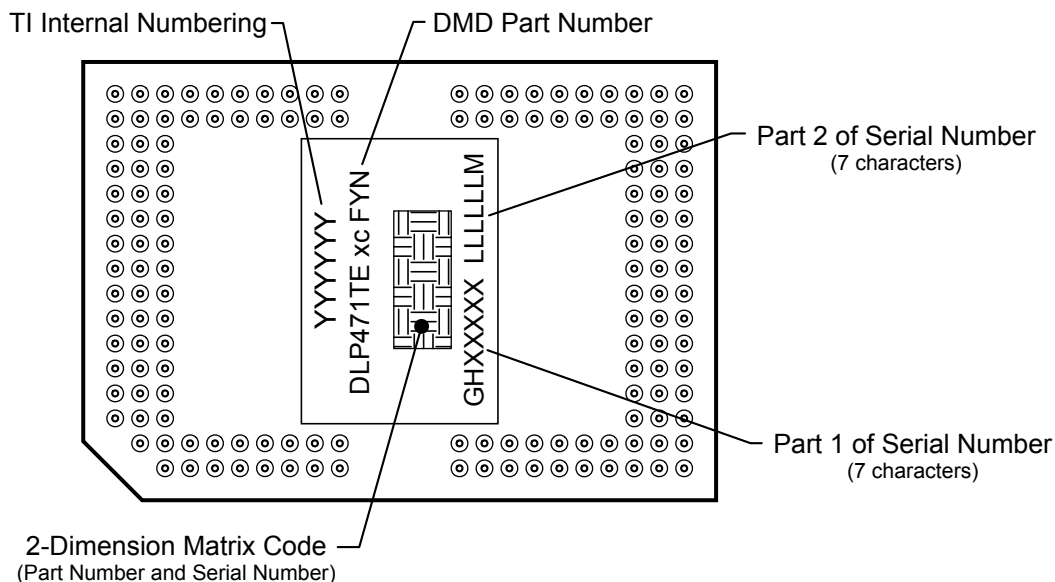 TI Internal Numbering
DMD Part Number
Part 2 of Serial Number
(7 characters)
YYYYYYY
DLP471TE xc FYN
GHXXXXX LLLLLLM
Part 1 of Serial Number
(7 characters)
2-Dimension Matrix Code
(Part Number and Serial Number)